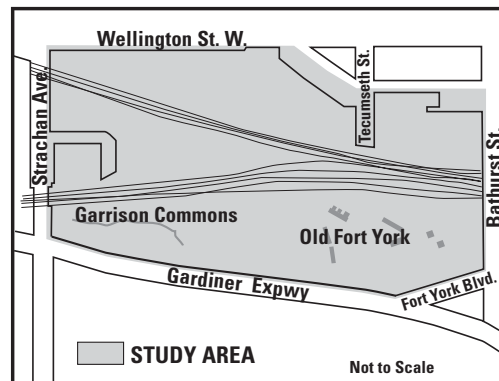 Wellington St. W.
Tecumseth St.
Strachan Ave.
Bathurst St.
Garrison Commons
Old Fort York
Gardiner Expwy
Fort York Blvd.
STUDY AREA
Not to Scale